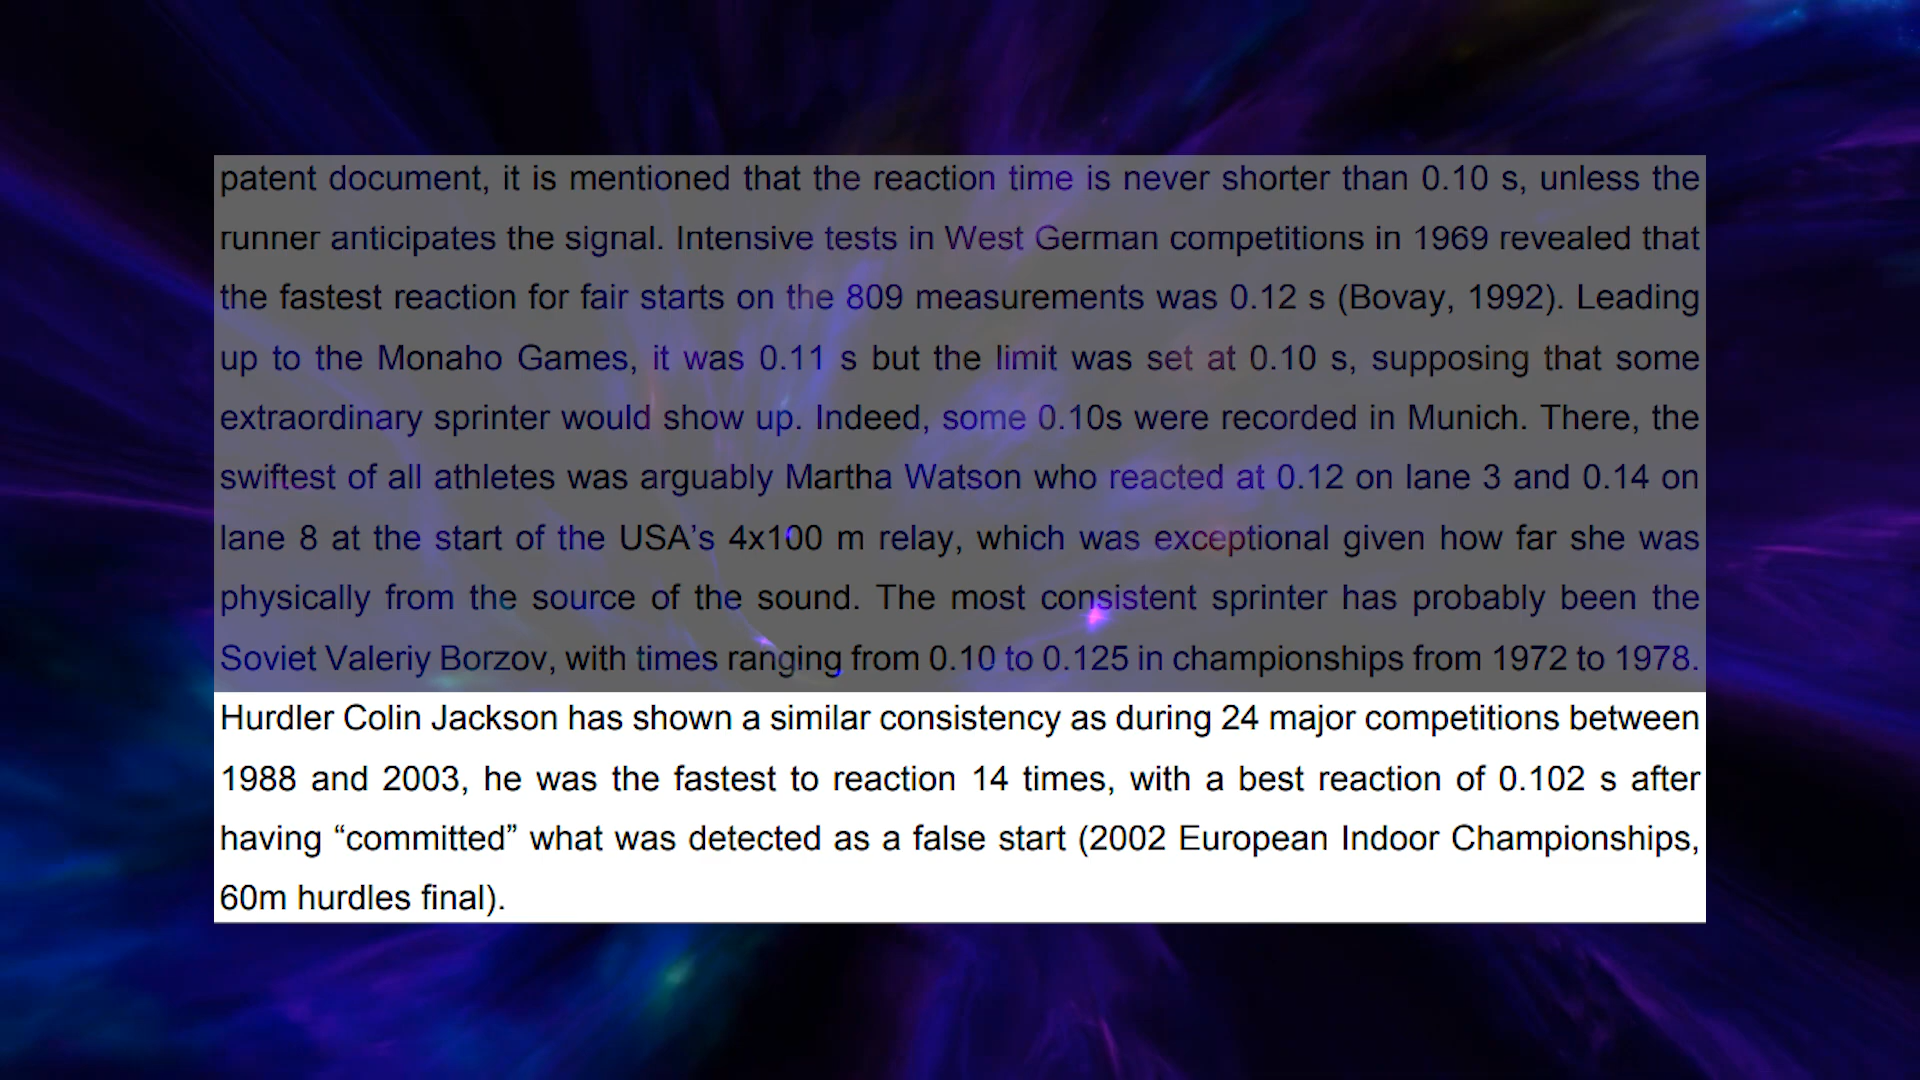 patent document, it is mentioned that the reaction time is never shorter than 0.10 s, unless the
runner anticipates the signal. Intensive tests in West German competitions in 1969 revealed that
the fastest reaction for fair starts on the 809 measurements was 0.12 s (Bovay, 1992). Leading
up to the Monaho Games, it was 0.11 s but the limit was set at 0.10 s, supposing that some
extraordinary sprinter would show up. Indeed, some 0.10s were recorded in Munich. There, the
swiftest of all athletes was arguably Martha Watson who reacted at 0.12 on lane 3 and 0.14 on
lane 8 at the start of the USA’s 4x100 m relay, which was exceptional given how far she was
physically from the source of the sound. The most consistent sprinter has probably been the
Soviet Valeriy Borzov, with times ranging from 0.10 to 0.125 in championships from 1972 to 1978.
Hurdler Colin Jackson has shown a similar consistency as during 24 major competitions between
1988 and 2003, he was the fastest to reaction 14 times, with a best reaction of 0.102 s after
having “committed” what was detected as a false start (2002 European Indoor Championships,
60m hurdles final).